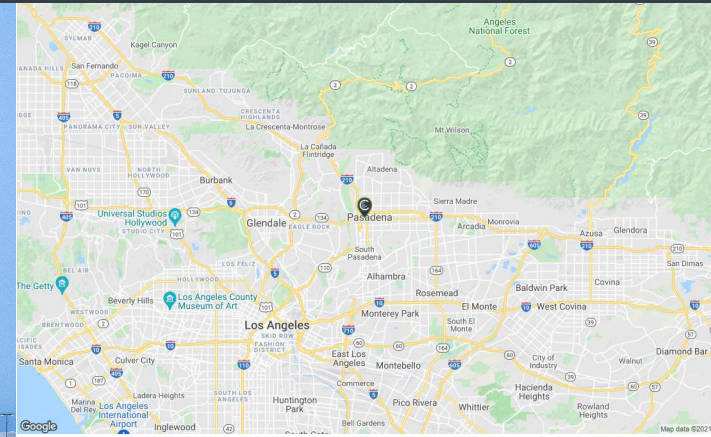 Angeles
National Forest
SYLMAR
Kagel Canyon
San Fernando
PACOIMA
SUNLAND-TUJUNGA
CRESCENTA
HIGHLANDS
La Crescenta-Montrose
PANORAMA CITY
SUN VALLEY
Mt Wilson
La Cañada
Flintridge
Altadena
VAN NUYS
NORTH
HOLLYWOOD
Burbank
Sierra Madre
Universal Studios
Hollywood
STUDIO CITY
Glendale
EAGLE ROCK
Pasadena
Arcadia
Monrovia
Azusa
Glendora
San Dimas
South
Pasadena
BEL AIR
LOS FELIZ
The Getty
HOLLYWOOD
Alhambra
Rosemead
Baldwin Park
Covina
Beverly Hills
Los Angeles County
Museum of Art
WESTWOOD
El Monte
West Covina
Monterey Park
BRENTWOOD
Los Angeles
SKID ROW
FASHION
DISTRICT
South El
Monte
Diamond Bar
Santa Monica
Culver City
East Los
Angeles
Montebello
City of
Industry
Walnut
Commerce
Ladera Heights
SOUTH LOS
ANGELES
Huntington
Park
Pico Rivera
Whittier
Hacienda
Heights
Rowland
Heights
Marina
Del Rey
Los Angeles
International
Airport
Inglewood
Bell Gardens
Google
Map data ©2021